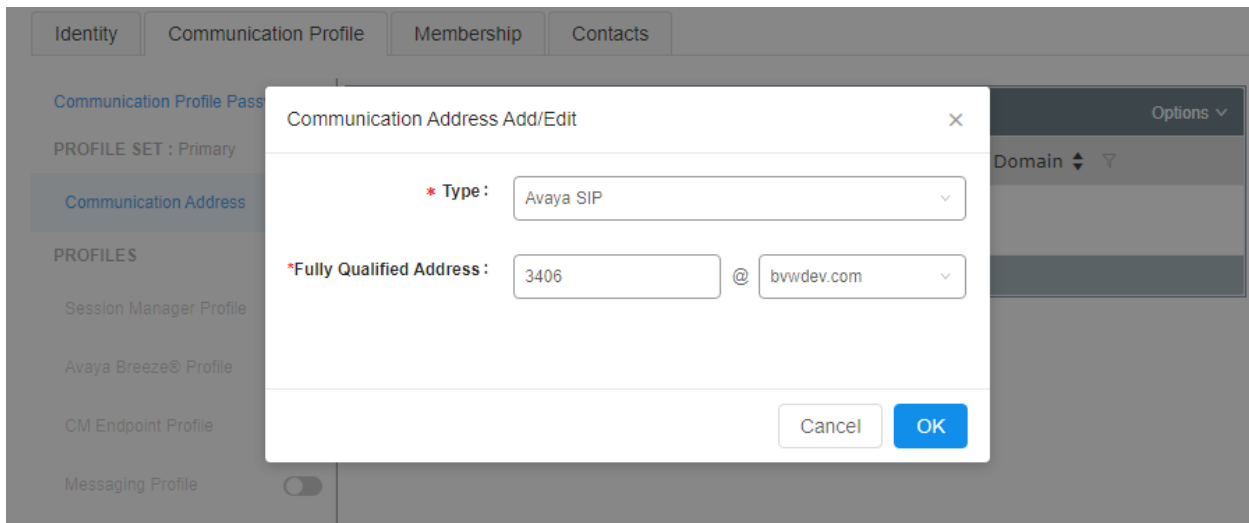 Identity Communication Profile Membership Contacts
Communication Profile Pass
Options
PROFILE SET : Primary
Domain
Communication Address
PROFILES
Session Manager Profile
Avaya Breeze® Profile
CM Endpoint Profile
Messaging Profile
Communication Address Add/Edit ×
* Type :
Avaya SIP
*Fully Qualified Address :
3406 @ bvwdev.com
Cancel OK